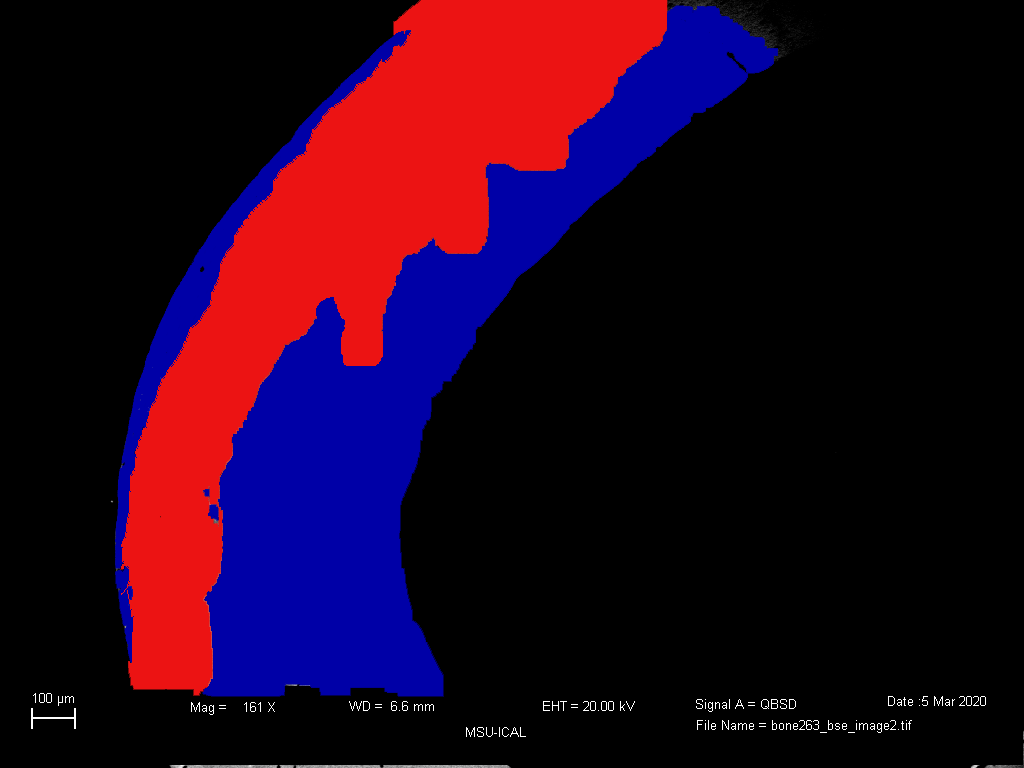 100 µm
Mag = 161 X
WD = 6.6 mm
EHT = 20.00 kV
Signal A = QBSD
Date :5 Mar 2020
File Name = bone263_bse_image2.tif
MSU-ICAL